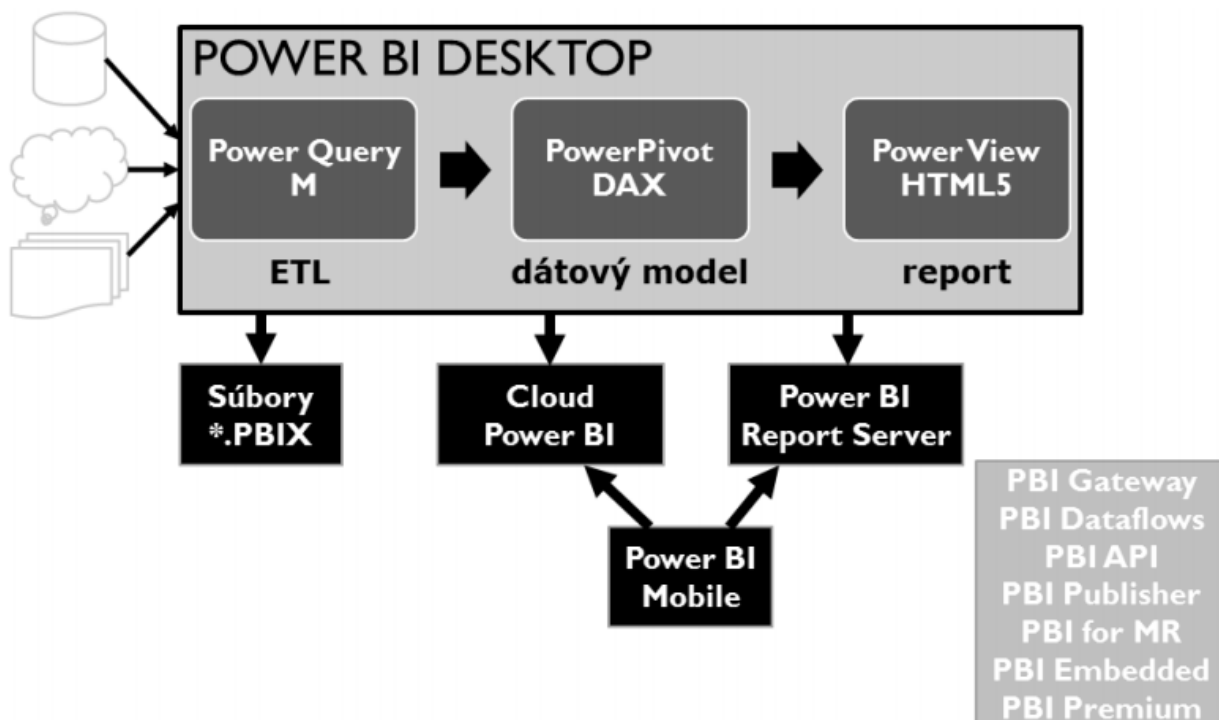 POWER BI DESKTOP
Power Query
M
PowerPivot
DAX
Power View
HTML5
ETL
dátový model
report
Súbory
*.PBIX
Cloud
Power BI
Power BI
Report Server
Power BI
Mobile
PBI Gateway
PBI Dataflows
PBI API
PBI Publisher
PBI for MR
PBI Embedded
PBI Premium